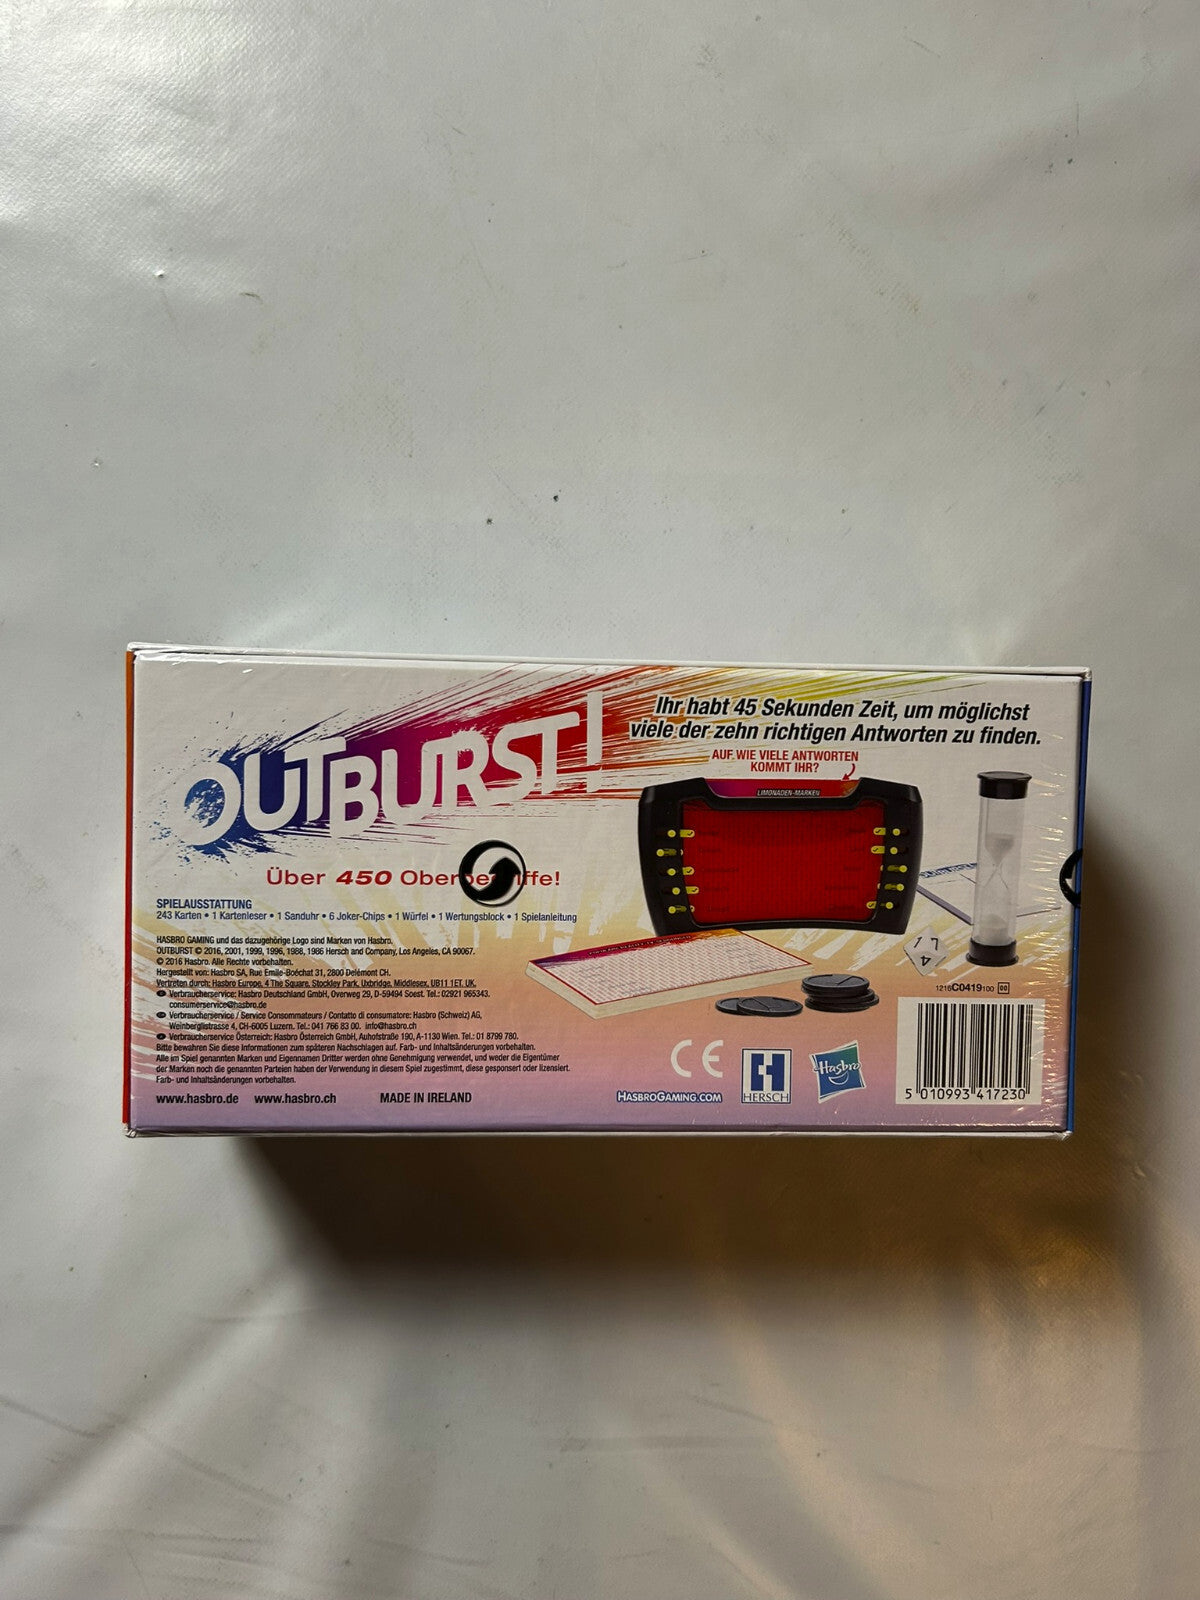 OUTBURST!
Ihr habt 45 Sekunden Zeit, um möglichst
viele der zehn richtigen Antworten zu finden.
AUF WIE VIELE ANTWORTEN
KOMMT IHR?
LIMONADEN-MARKEN
Über 450
SPIELAUSSTATTUNG
243 Karten • 1 Kartenleser • 1 Sanduhr • 6 Joker-Chips • 1 Würfel • 1 Wertungsblock • 1 Spielanleitung
HASBRO GAMING und das dazugehörige Logo sind Marken von Hasbro.
OUTBURST © 2016, 2001, 1999, 1996, 1988, 1986 Hersch and Company, Los Angeles, CA 90067.
© 2016 Hasbro. Alle Rechte vorbehalten.
Hergestellt von: Hasbro SA, Rue Emile-Boéchat 31, 2800 Delémont CH.
Vertreten durch: Hasbro Europe, 4 The Square, Stockley Park, Uxbridge, Middlesex, UB11 1ET. UK.
Verbraucherservice: Hasbro Deutschland GmbH, Overweg 29, D-59494 Soest. Tel.: 02921 965343.
consumerservice@hasbro.de
Verbraucherservice / Service Consommateurs / Contatto di consumatore: Hasbro (Schweiz) AG,
Weinberglistrasse 4, CH-6005 Luzern. Tel.: 041 766 83 00. info@hasbro.ch
Verbraucherservice Österreich: Hasbro Österreich GmbH, Auhofstraße 190, A-1130 Wien. Tel.: 01 8799 780.
Bitte bewahren Sie diese Informationen zum späteren Nachschlagen auf. Farb- und Inhaltsänderungen vorbehalten.
Alle im Spiel genannten Marken und Eigennamen Dritter werden ohne Genehmigung verwendet, und weder die Eigentümer
der Marken noch die genannten Parteien haben der Verwendung in diesem Spiel zugestimmt, diese gesponsert oder lizensiert.
Farb- und Inhaltsänderungen vorbehalten.
www.hasbro.de www.hasbro.ch MADE IN IRELAND
HASBROGAMING.COM
CE
HERSCH
Hasbro
1 7
4
1216C0419100 00
5 010993 417230